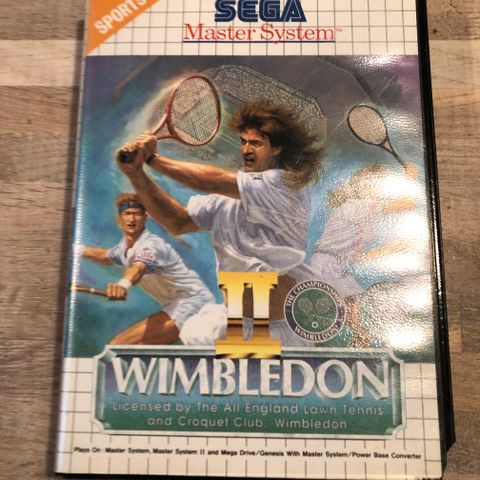 SPORTS
SEGA
Master System™
II
THE CHAMPIONSHIPS
WIMBLEDON
WIMBLEDON
Licensed by The All England Lawn Tennis
and Croquet Club, Wimbledon
Plays On: Master System, Master System II and Mega Drive/Genesis With Master System/Power Base Converter